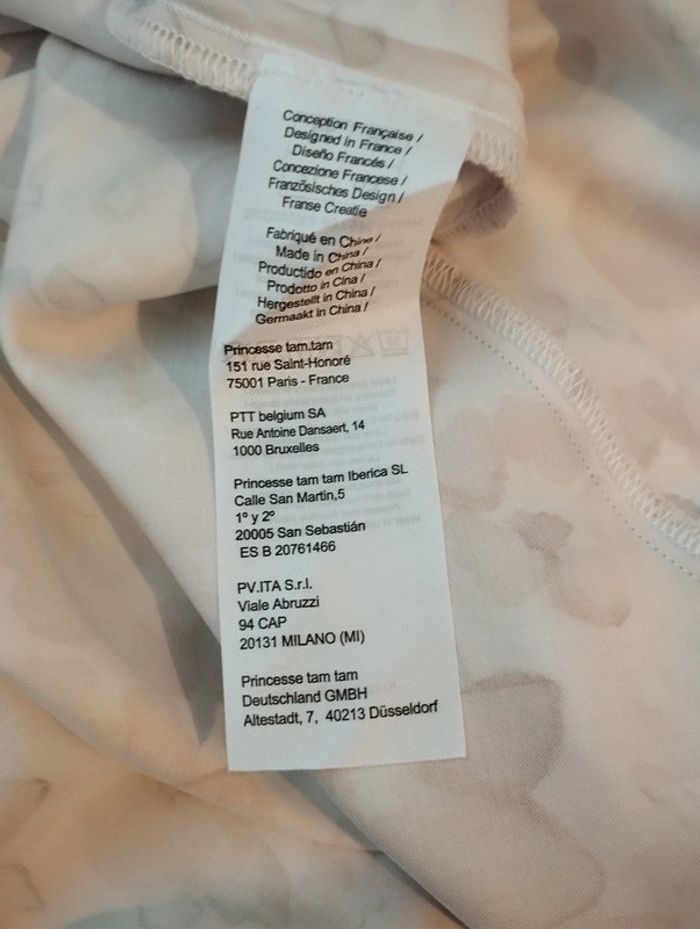 Conception Française /
Designed in France /
Diseño Francés /
Concezione Francese /
Französisches Design /
Franse Creatie
Fabriqué en Chine /
Made in China /
Productido en China /
Prodotto in Cina /
Hergestellt in China /
Germaakt in China /
Princesse tam.tam
151 rue Saint-Honoré
75001 Paris - France
PTT belgium SA
Rue Antoine Dansaert, 14
1000 Bruxelles
Princesse tam tam Iberica SL
Calle San Martin,5
1º y 2º
20005 San Sebastián
ES B 20761466
PV.ITA S.r.l.
Viale Abruzzi
94 CAP
20131 MILANO (MI)
Princesse tam tam
Deutschland GMBH
Altestadt, 7, 40213 Düsseldorf